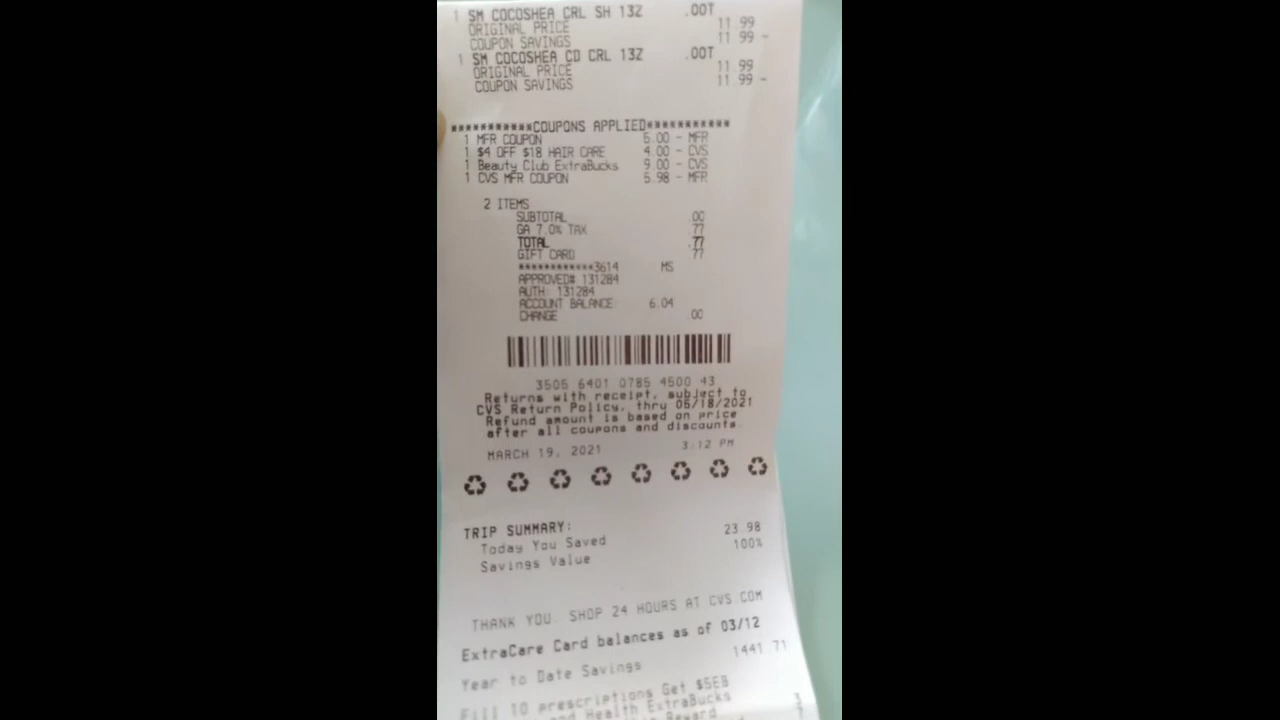 1 SM COCOSHEA CRL SH 13Z .00T
ORIGINAL PRICE 11.99
COUPON SAVINGS 11.99 -
1 SM COCOSHEA CD CRL 13Z .00T
ORIGINAL PRICE 11.99
COUPON SAVINGS 11.99 -
***********COUPONS APPLIED***********
1 MFR COUPON 5.00 - MFR
1 $4 OFF $18 HAIR CARE 4.00 - CVS
1 Beauty Club ExtraBucks 9.00 - CVS
1 CVS MFR COUPON 5.98 - MFR
2 ITEMS
SUBTOTAL .00
GA 7.0% TAX .77
TOTAL .77
GIFT CARD .77
************3614 MS
APPROVED# 131284
AUTH: 131284
ACCOUNT BALANCE 6.04
CHANGE .00
3505 6401 0785 4500 43
Returns with receipt, subject to
CVS Return Policy, thru 05/18/2021
Refund amount is based on price
after all coupons and discounts.
MARCH 19, 2021 3:12 PM
TRIP SUMMARY:
Today You Saved 23.98
Savings Value 100%
THANK YOU. SHOP 24 HOURS AT CVS.COM
ExtraCare Card balances as of 03/12
Year to Date Savings 1441.71
Fill 10 prescriptions Get $5EB
and Health ExtraBucks 3
Reward